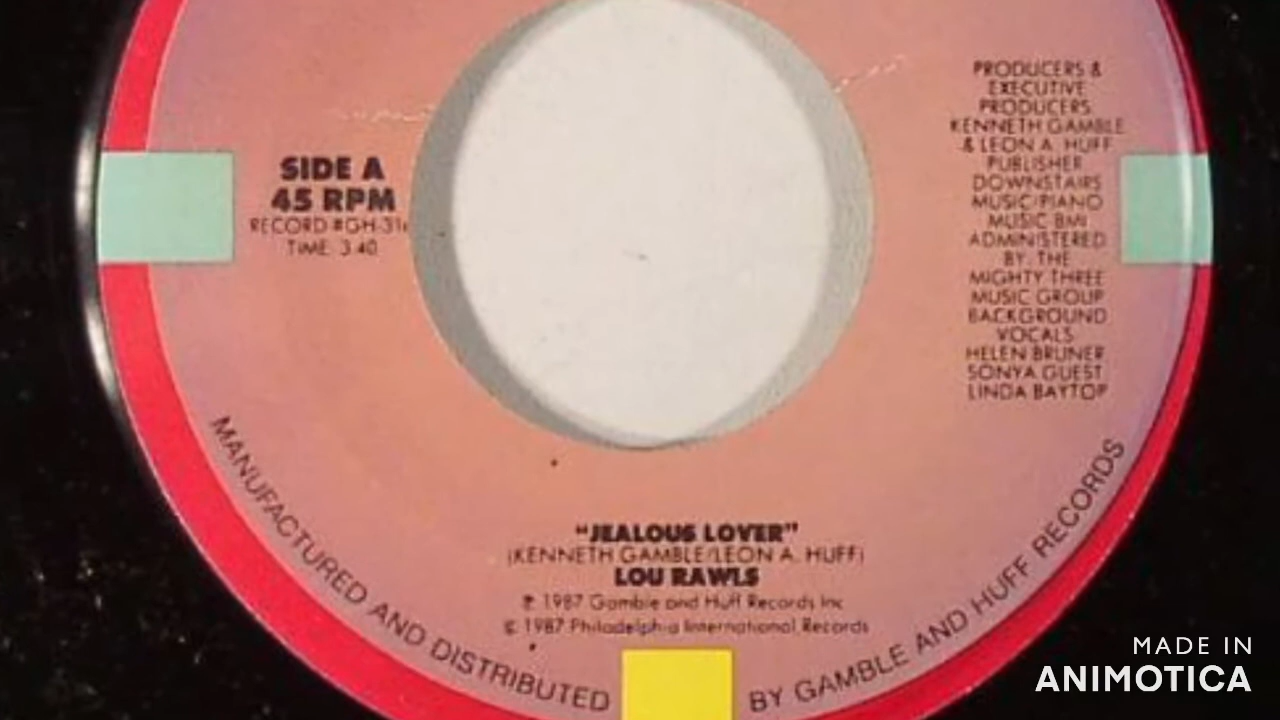 SIDE A
45 RPM
RECORD #GH-31
TIME: 3:40
PRODUCERS &
EXECUTIVE
PRODUCERS
KENNETH GAMBLE
& LEON A. HUFF
PUBLISHER
DOWNSTAIRS
MUSIC/PIANO
MUSIC BMI
ADMINISTERED
BY: THE
MIGHTY THREE
MUSIC GROUP
BACKGROUND
VOCALS
HELEN BRUNER
SONYA GUEST
LINDA BAYTOP
"JEALOUS LOVER"
(KENNETH GAMBLE/LEON A. HUFF)
LOU RAWLS
℗ 1987 Gamble and Huff Records Inc
© 1987 Philadelphia International Records
MANUFACTURED AND DISTRIBUTED BY GAMBLE AND HUFF RECORDS
MADE IN
ANIMOTICA